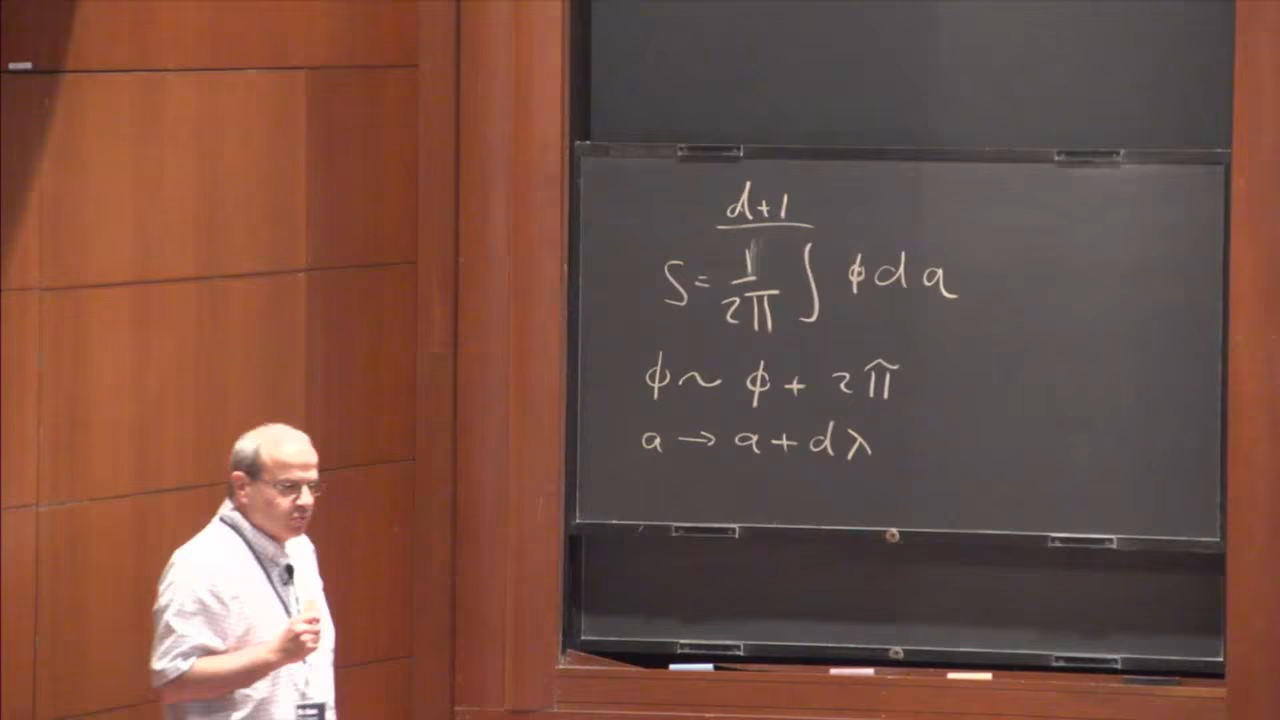 d+1
S = 1/2π ∫ ϕ d a
ϕ ~ ϕ + 2π
a → a + dλ